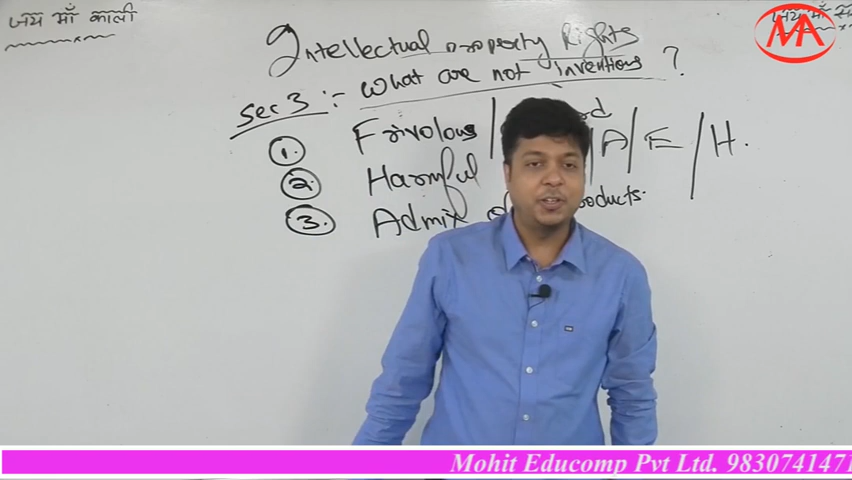 जय माँ काली
जय माँ
MA
Intellectual property Rights
Sec 3 :- What are not Inventions ?
1. Frivolous /
2. Harmful / A / E / H.
3. Admix products.
Mohit Educomp Pvt Ltd. 9830741471